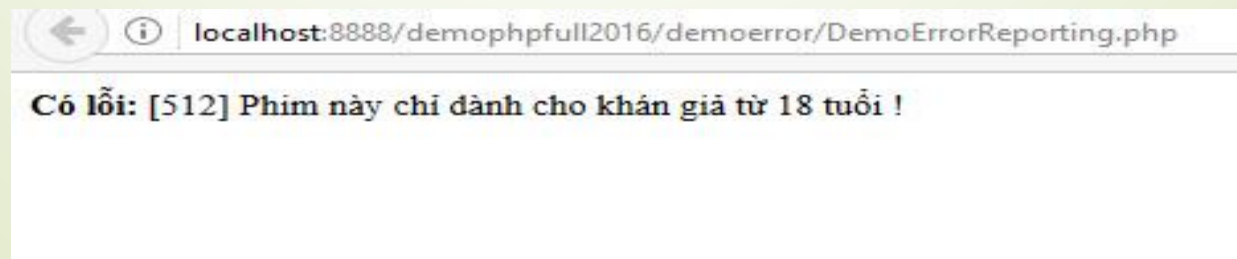 localhost:8888/demophpfull2016/demoerror/DemoErrorReporting.php
Có lỗi: [512] Phim này chỉ dành cho khán giả từ 18 tuổi !